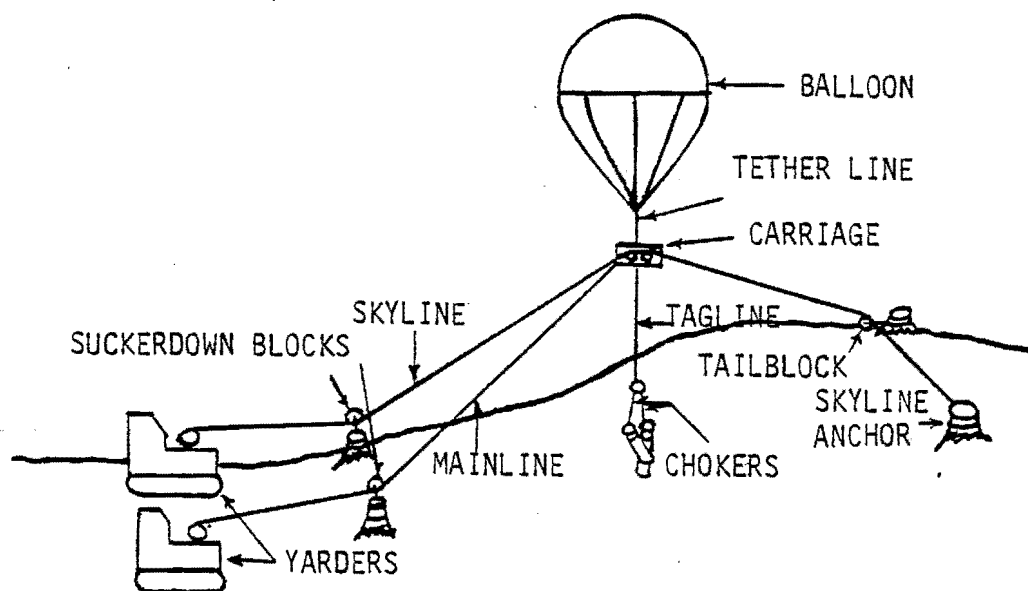 BALLOON
TETHER LINE
CARRIAGE
SKYLINE
TAGLINE
SUCKERDOWN BLOCKS
TAILBLOCK
SKYLINE
ANCHOR
MAINLINE
CHOKERS
YARDERS